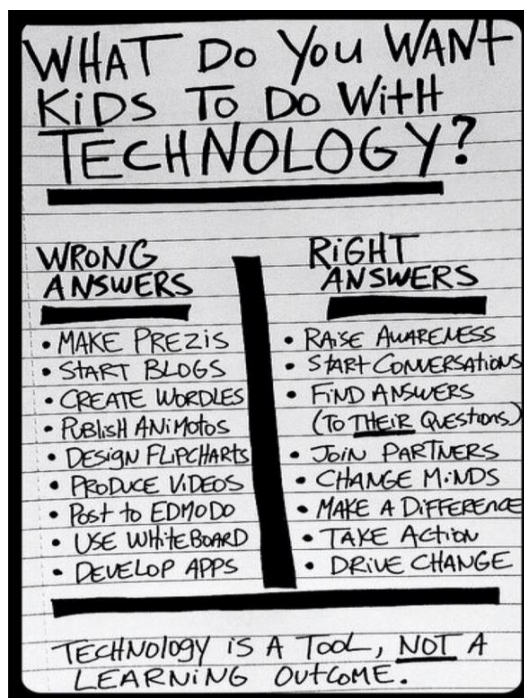 WHAT DO YOU WANT
KiDS TO DO WitH
TECHNOLOGY?
WRONG
ANSWERS
• MAKE PREZiS
• START BLOGS
• CREATE WORDLES
• PUBLiSH ANiMOTOS
• DESiGN FLiPCHARTS
• PRODUCE ViDEOS
• POST to EDMODO
• USE WHitEBOARD
• DEVELOP APPS
RiGHT
ANSWERS
• RAiSE AWARENESS
• StARt CONVERSATiONS
• FiND ANSWERS
(TO THEiR QUEStiONS)
• JOiN PARTNERS
• CHANGE MiNDS
• MAKE A DiFFERENCE
• TAKE ACtiON
• DRiVE CHANGE
TECHNOlOGY iS A TOOL, NOT A
LEARNiNG OUtCOME.